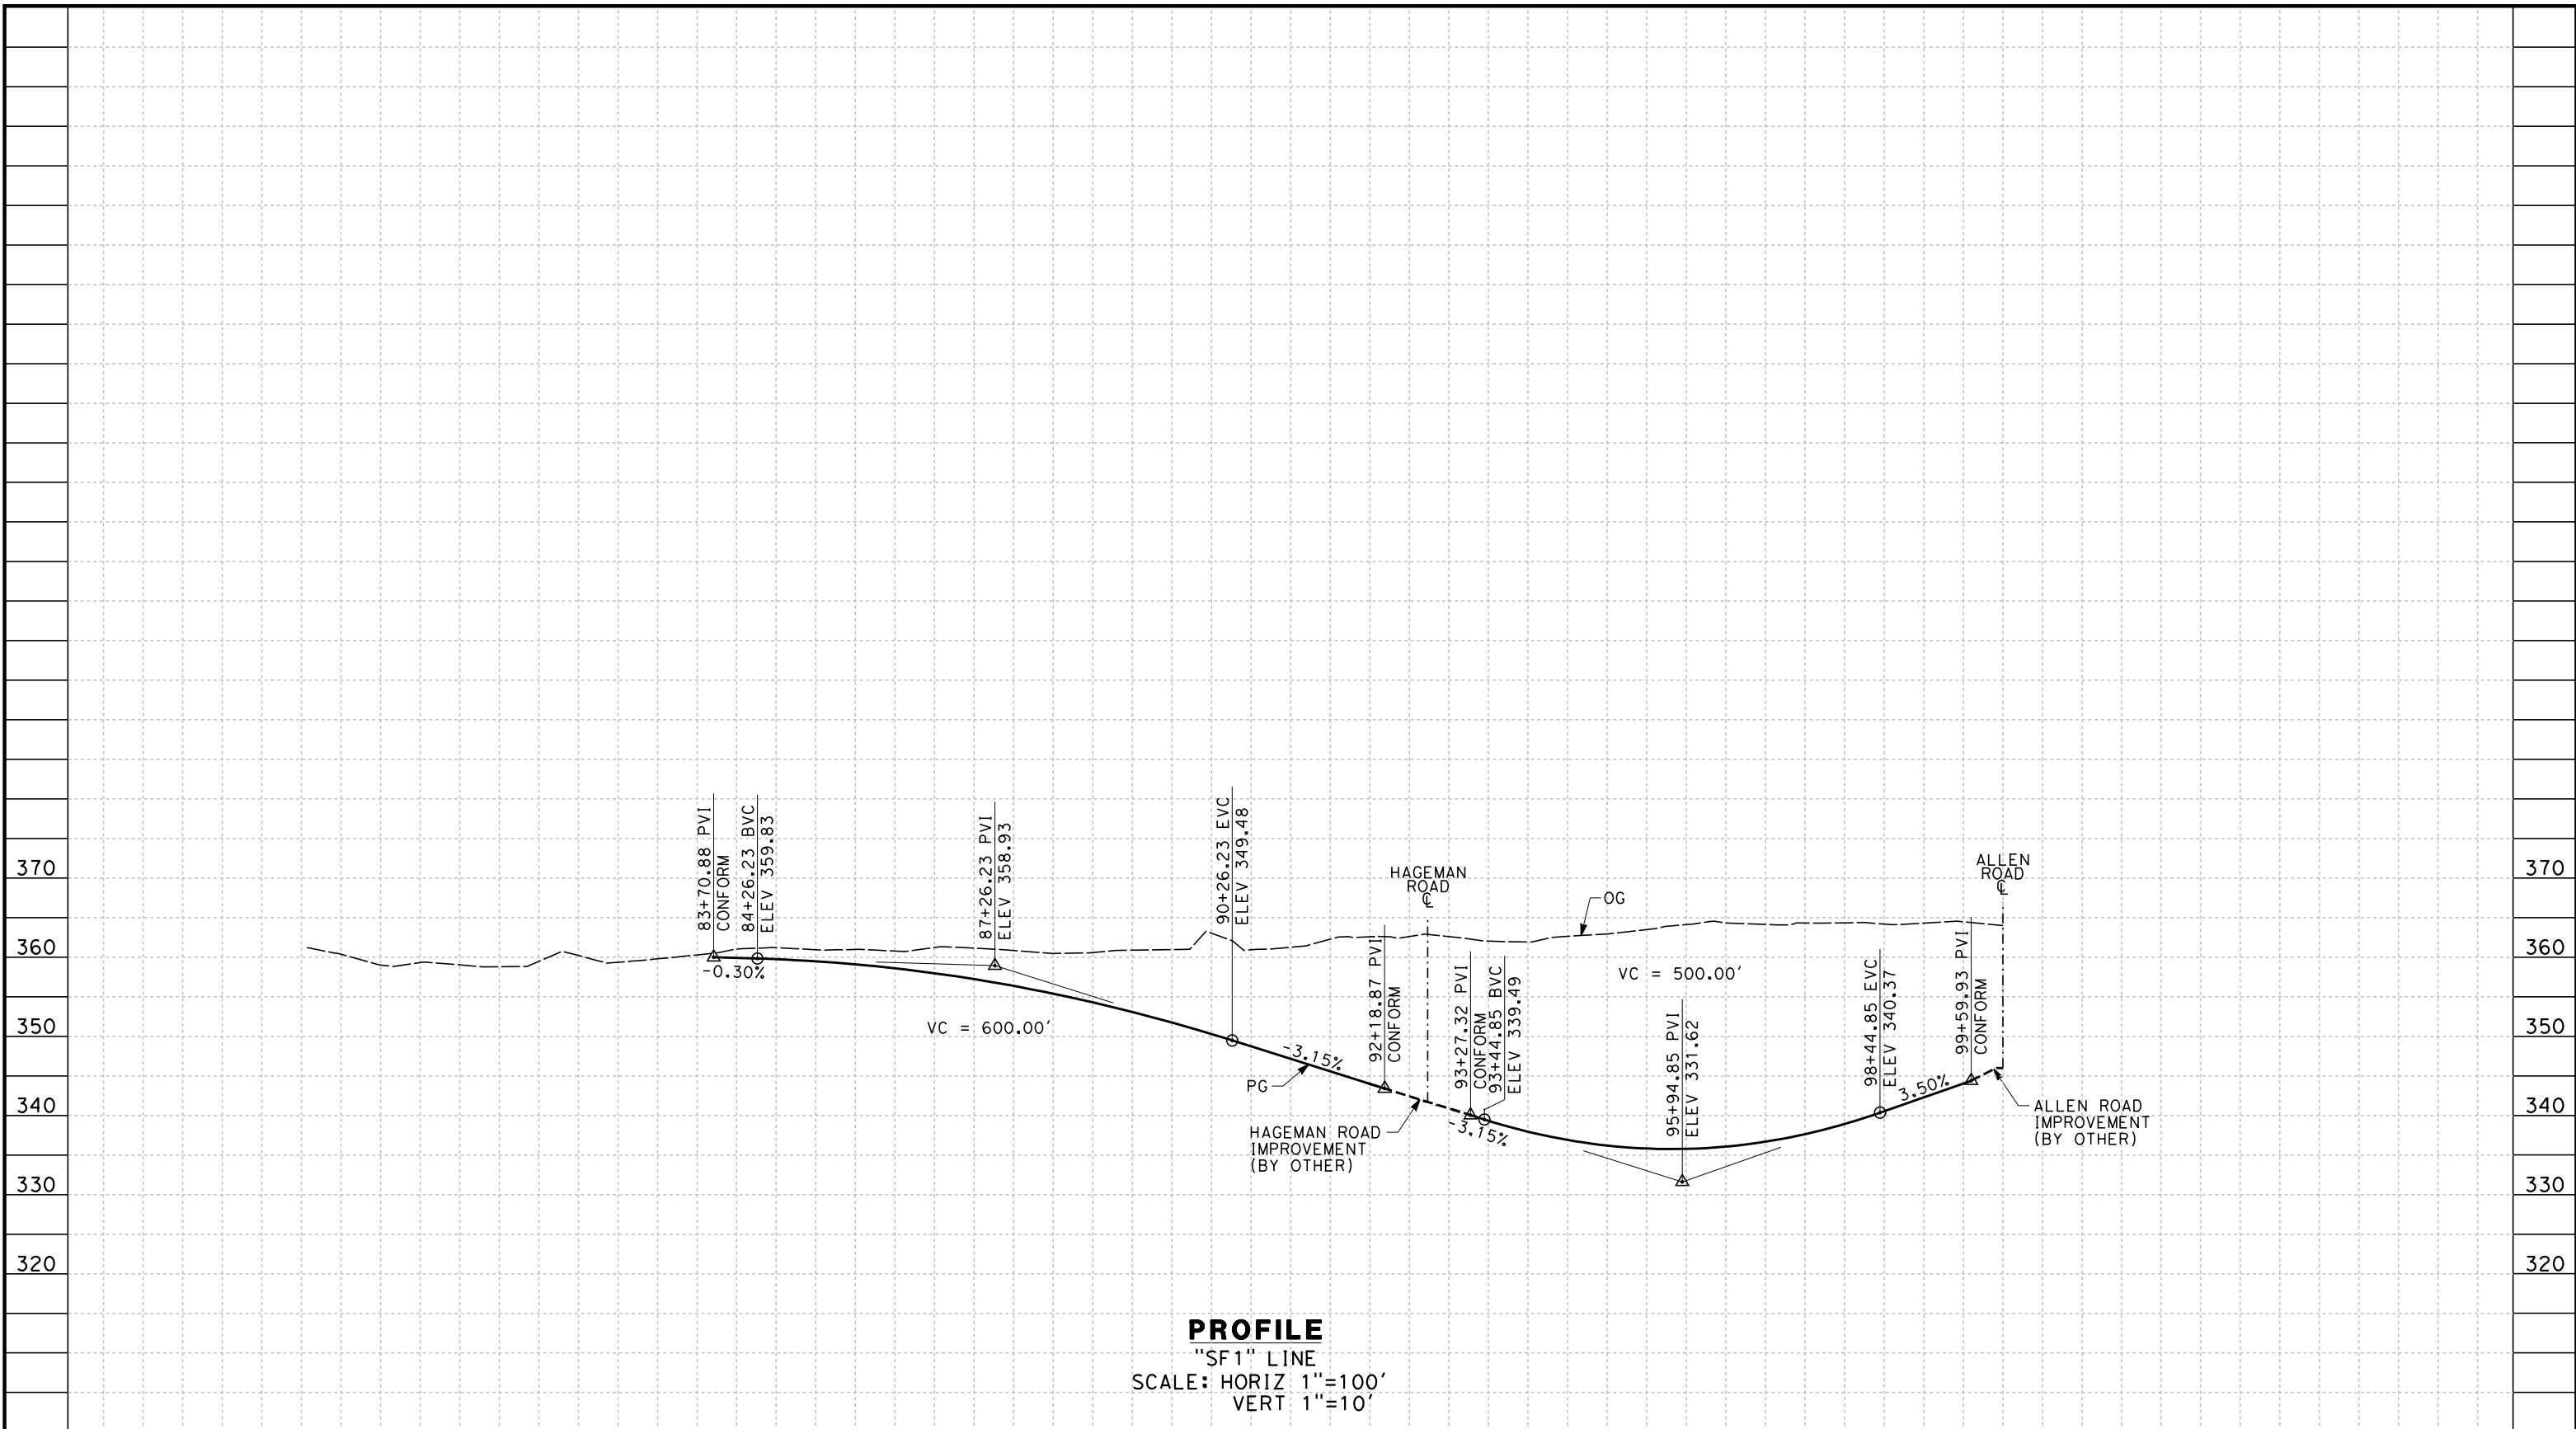 83+70.88 PVI
CONFORM
84+26.23 BVC
ELEV 359.83
87+26.23 PVI
ELEV 358.93
90+26.23 EVC
ELEV 349.48
92+18.87 PVI
CONFORM
HAGEMAN
ROAD
℄
93+27.32 PVI
CONFORM
93+44.85 BVC
ELEV 339.49
OG
VC = 500.00'
95+94.85 PVI
ELEV 331.62
98+44.85 EVC
ELEV 340.37
99+59.93 PVI
CONFORM
ALLEN
ROAD
℄
370
370
360
360
350
350
340
340
330
330
320
320
-0.30%
VC = 600.00'
-3.15%
PG
HAGEMAN ROAD
IMPROVEMENT
(BY OTHER)
-3.15%
3.50%
ALLEN ROAD
IMPROVEMENT
(BY OTHER)
PROFILE
"SF1" LINE
SCALE: HORIZ 1"=100'
VERT 1"=10'